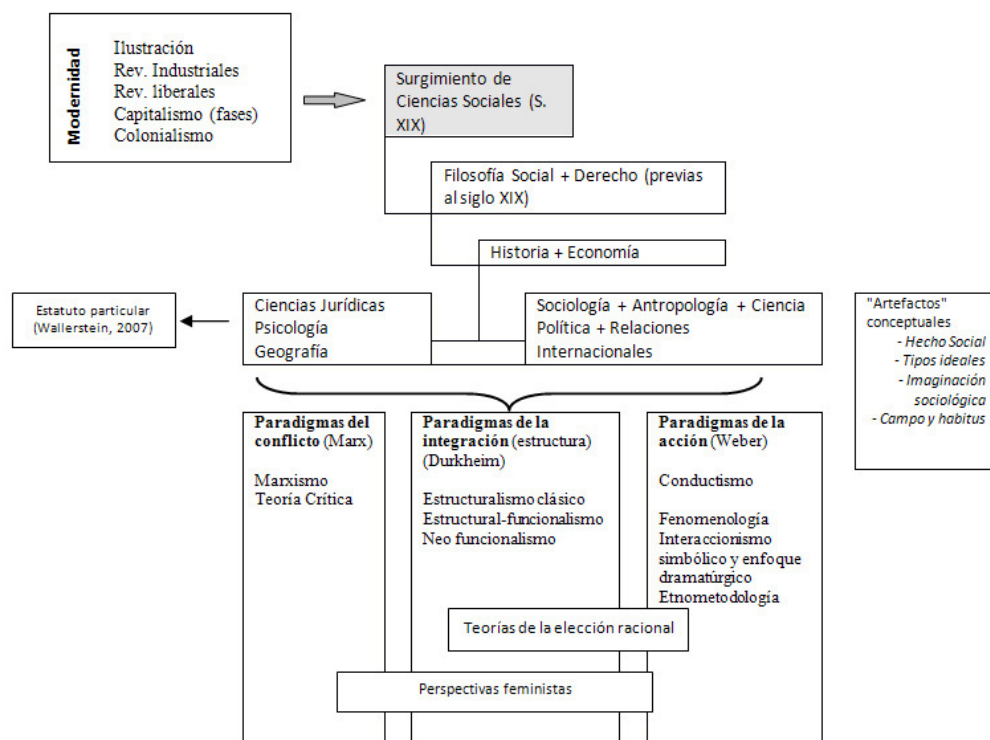 Modernidad
Ilustración
Rev. Industriales
Rev. liberales
Capitalismo (fases)
Colonialismo
Surgimiento de
Ciencias Sociales (S.
XIX)
Filosofía Social + Derecho (previas
al siglo XIX)
Historia + Economía
Estatuto particular
(Wallerstein, 2007)
Ciencias Jurídicas
Psicología
Geografía
Sociología + Antropología + Ciencia
Política + Relaciones
Internacionales
"Artefactos"
conceptuales
- Hecho Social
- Tipos ideales
- Imaginación
sociológica
- Campo y habitus
Paradigmas del
conflicto (Marx)
Marxismo
Teoría Crítica
Paradigmas de la
integración (estructura)
(Durkheim)
Estructuralismo clásico
Estructural-funcionalismo
Neo funcionalismo
Paradigmas de la
acción (Weber)
Conductismo
Fenomenología
Interaccionismo
simbólico y enfoque
dramatúrgico
Etnometodología
Teorías de la elección racional
Perspectivas feministas